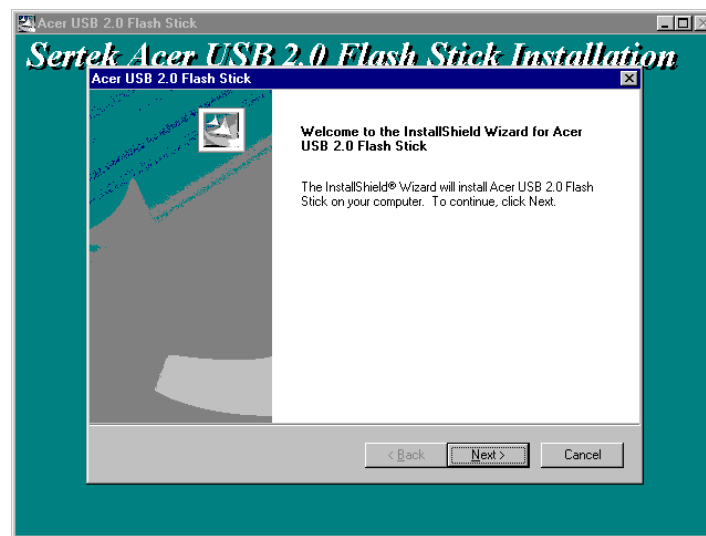 Acer USB 2.0 Flash Stick
Sertek Acer USB 2.0 Flash Stick Installation
Acer USB 2.0 Flash Stick
Welcome to the InstallShield Wizard for Acer
USB 2.0 Flash Stick
The InstallShield® Wizard will install Acer USB 2.0 Flash
Stick on your computer. To continue, click Next.
< Back Next > Cancel